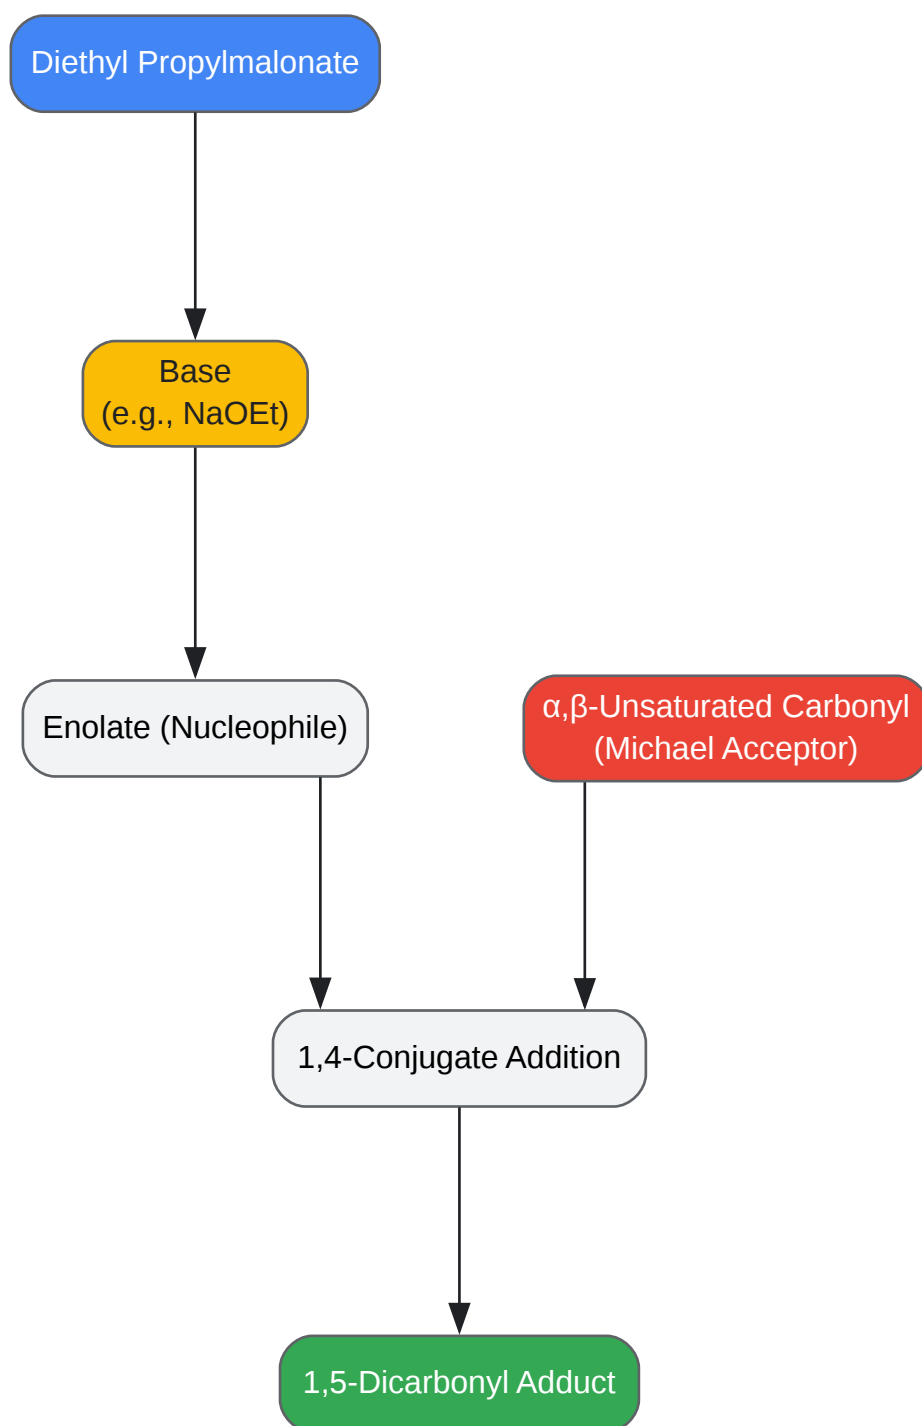 Diethyl Propylmalonate
Base
(e.g., NaOEt)
Enolate (Nucleophile)
α,β-Unsaturated Carbonyl
(Michael Acceptor)
1,4-Conjugate Addition
1,5-Dicarbonyl Adduct